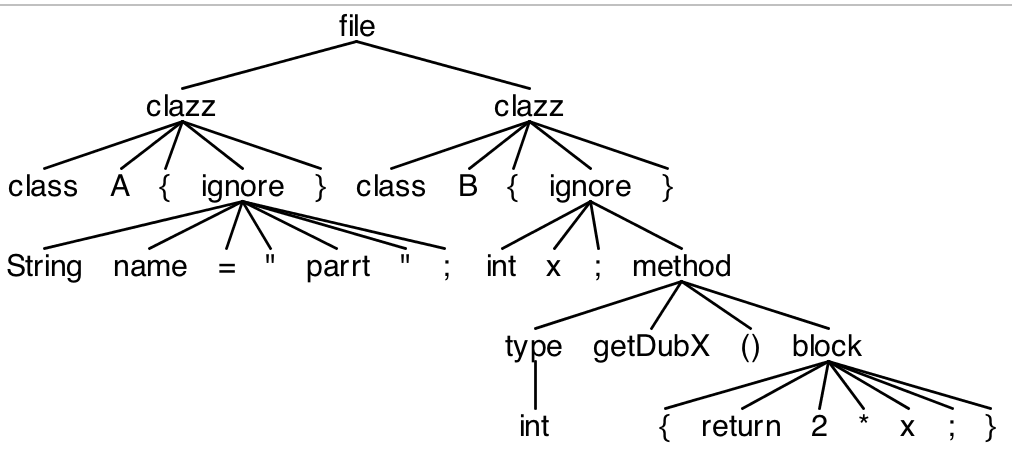 file
clazz clazz
class A { ignore } class B { ignore }
String name = " parrt " ; int x ; method
type getDubX () block
int { return 2 * x ; }